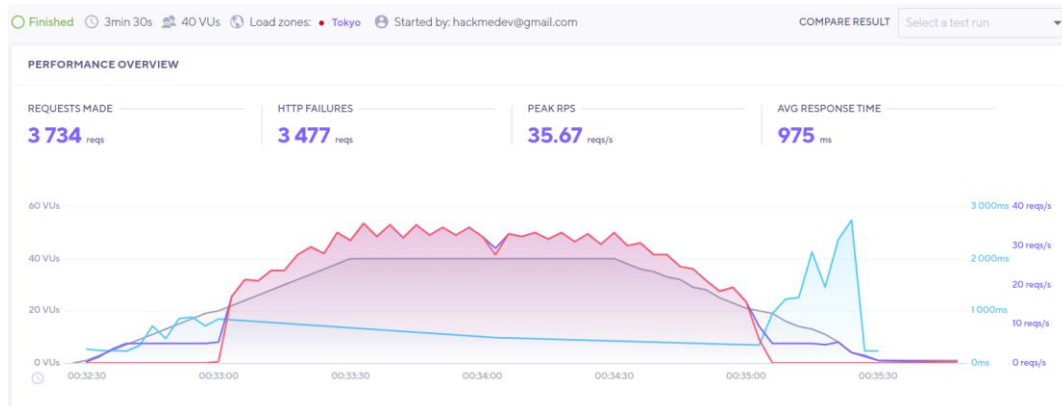 Finished 3min 30s 40 VUs Load zones: • Tokyo Started by: hackmedev@gmail.com COMPARE RESULT Select a test run
PERFORMANCE OVERVIEW
REQUESTS MADE HTTP FAILURES PEAK RPS AVG RESPONSE TIME
3 734 reqs 3 477 reqs 35.67 reqs/s 975 ms
60 VUs 3 000ms 40 reqs/s
30 reqs/s
40 VUs 2 000ms
20 reqs/s
20 VUs 1 000ms
10 reqs/s
0 VUs 0ms 0 reqs/s
00:32:30 00:33:00 00:33:30 00:34:00 00:34:30 00:35:00 00:35:30